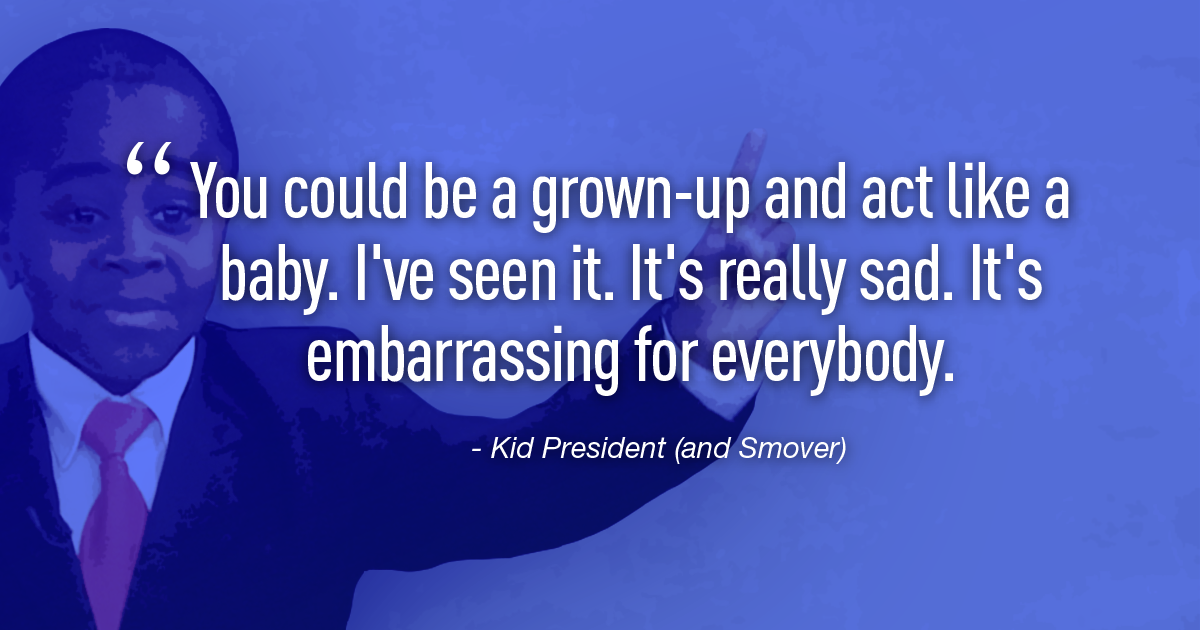 “ You could be a grown-up and act like a
baby. I've seen it. It's really sad. It's
embarrassing for everybody.
- Kid President (and Smover)